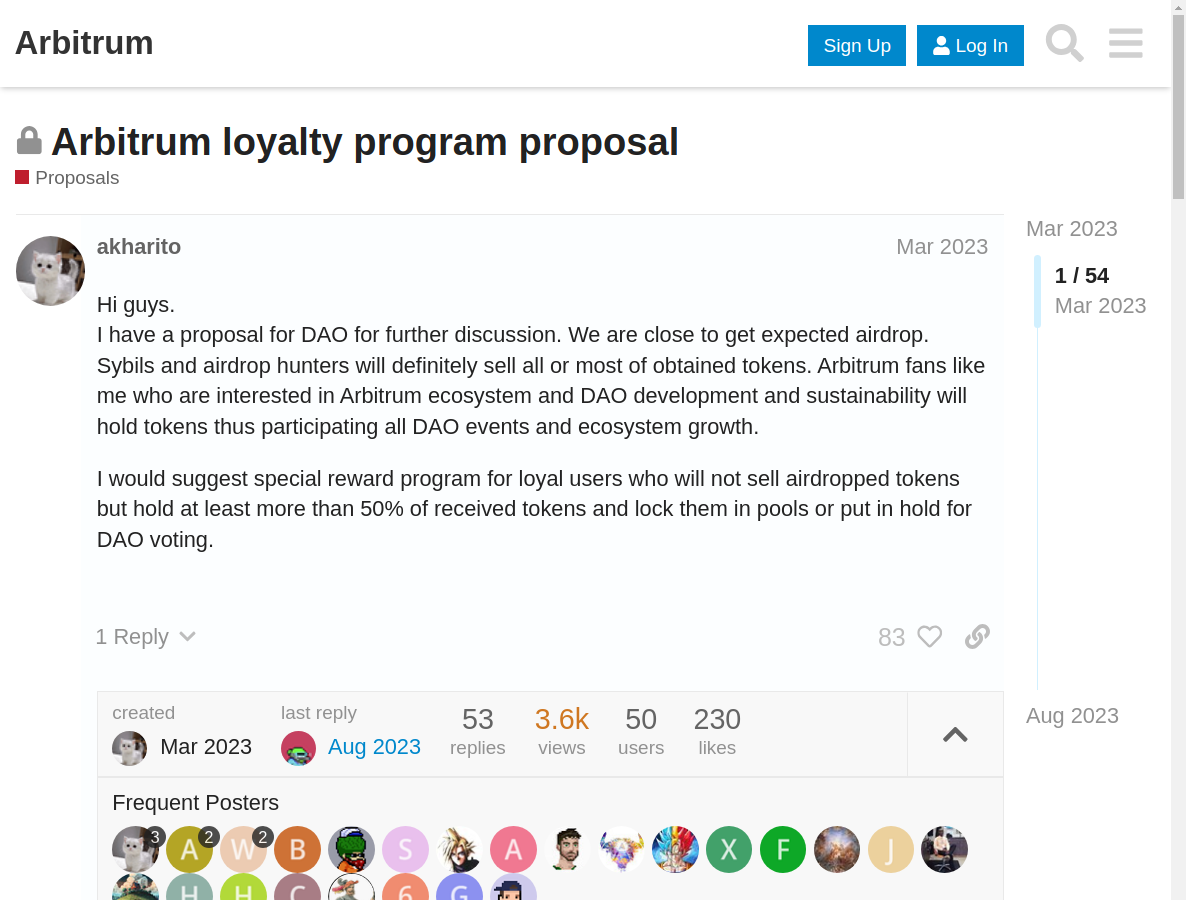 Arbitrum
Sign Up
Log In
Arbitrum loyalty program proposal
Proposals
akharito
Mar 2023
Hi guys.
I have a proposal for DAO for further discussion. We are close to get expected airdrop.
Sybils and airdrop hunters will definitely sell all or most of obtained tokens. Arbitrum fans like
me who are interested in Arbitrum ecosystem and DAO development and sustainability will
hold tokens thus participating all DAO events and ecosystem growth.
I would suggest special reward program for loyal users who will not sell airdropped tokens
but hold at least more than 50% of received tokens and lock them in pools or put in hold for
DAO voting.
1 Reply
83
Mar 2023
1 / 54
Mar 2023
Aug 2023
created
Mar 2023
last reply
Aug 2023
53
replies
3.6k
views
50
users
230
likes
Frequent Posters
3 A 2 W 2 B S A X F J
H H C 6 G